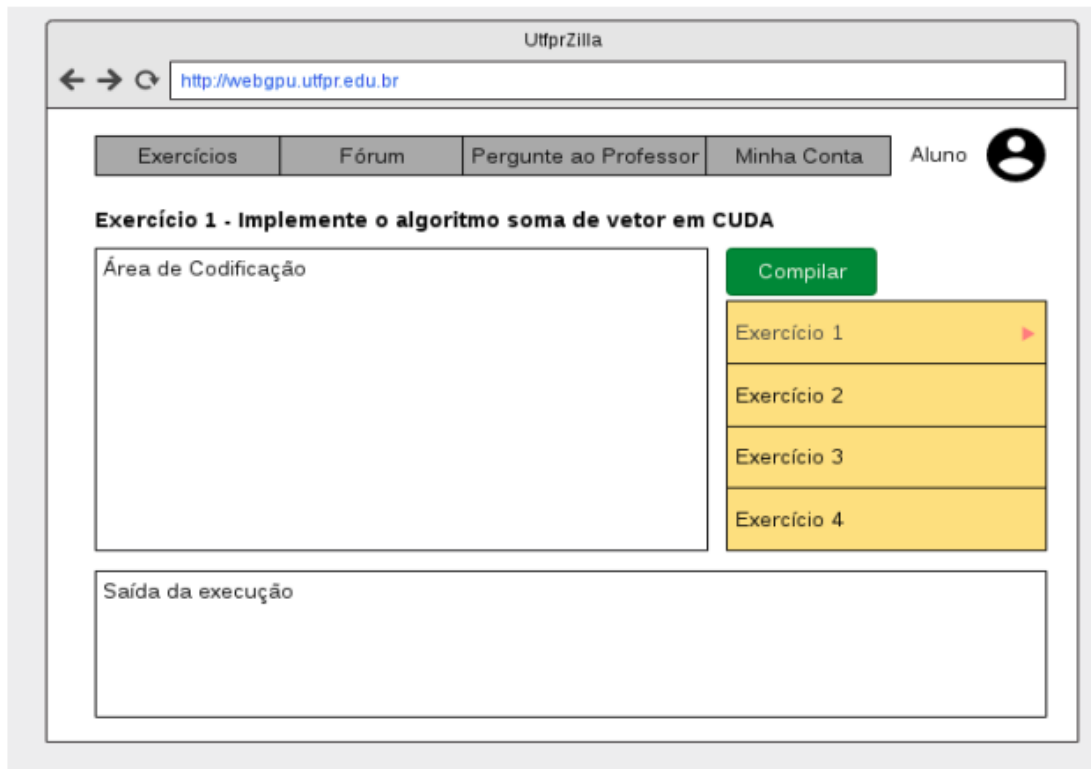 UtfprZilla
http://webgpu.utfpr.edu.br
Exercícios Fórum Pergunte ao Professor Minha Conta Aluno
Exercício 1 - Implemente o algoritmo soma de vetor em CUDA
Área de Codificação
Compilar
Exercício 1
Exercício 2
Exercício 3
Exercício 4
Saída da execução